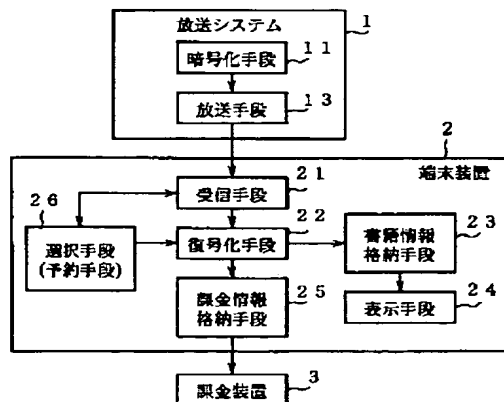 放送システム
1
11
暗号化手段
13
放送手段
2
端末装置
21
受信手段
26
選択手段
(予約手段)
22
復号化手段
23
書籍情報
格納手段
25
課金情報
格納手段
24
表示手段
3
課金装置